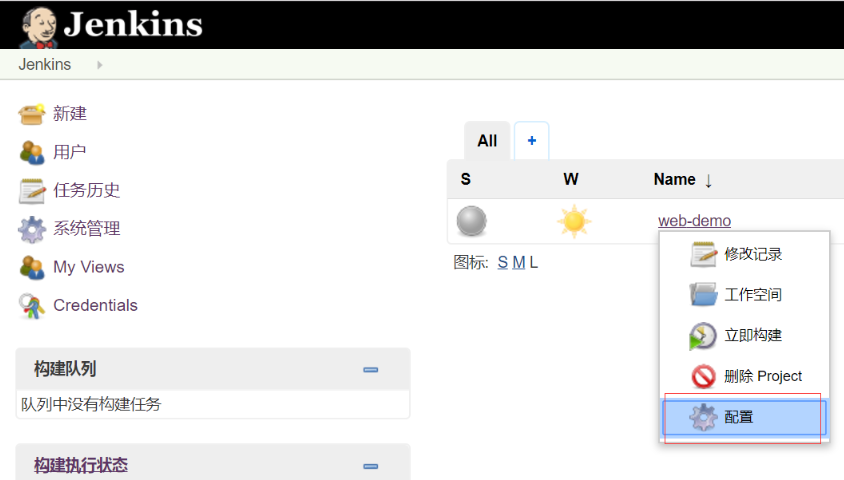 Jenkins
Jenkins
新建
用户
任务历史
系统管理
My Views
Credentials
构建队列
队列中没有构建任务
构建执行状态
All +
S W Name ↓
web-demo
图标: S M L
修改记录
工作空间
立即构建
删除 Project
配置